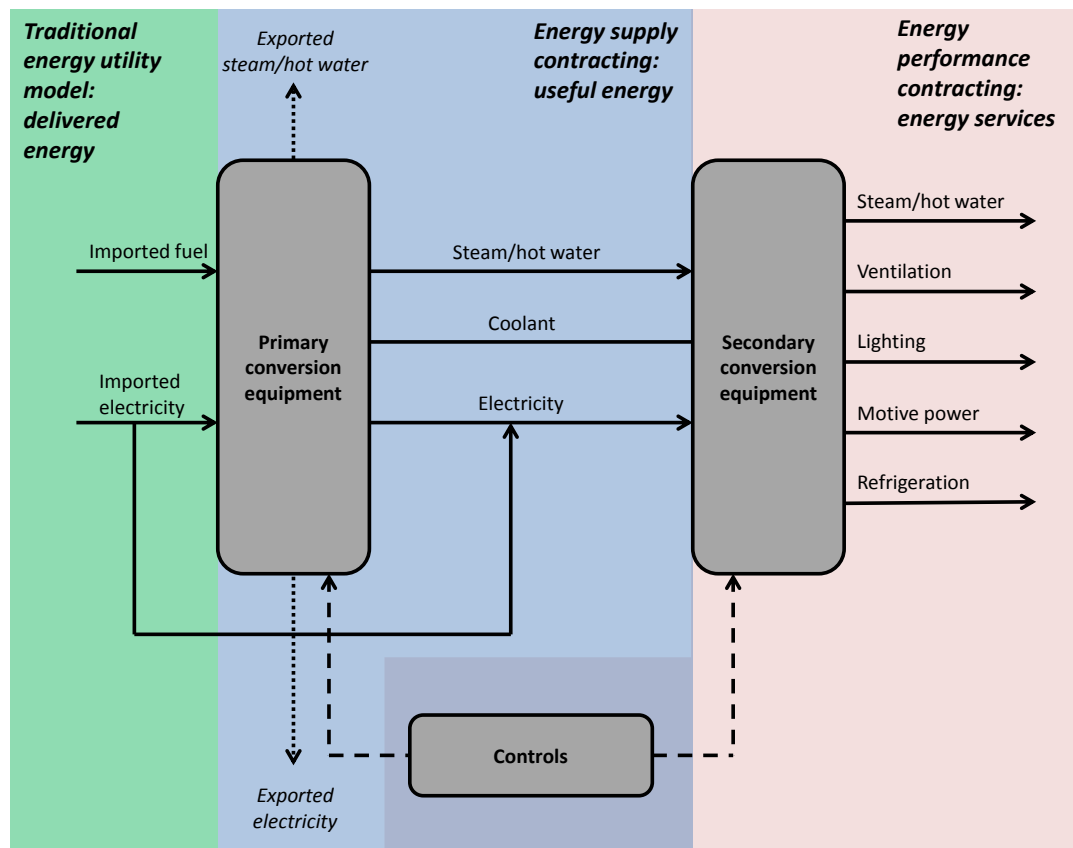 Traditional
energy utility
model:
delivered
energy
Exported
steam/hot water
Energy supply
contracting:
useful energy
Energy
performance
contracting:
energy services
Imported fuel
Imported
electricity
Primary
conversion
equipment
Steam/hot water
Coolant
Electricity
Secondary
conversion
equipment
Steam/hot water
Ventilation
Lighting
Motive power
Refrigeration
Controls
Exported
electricity